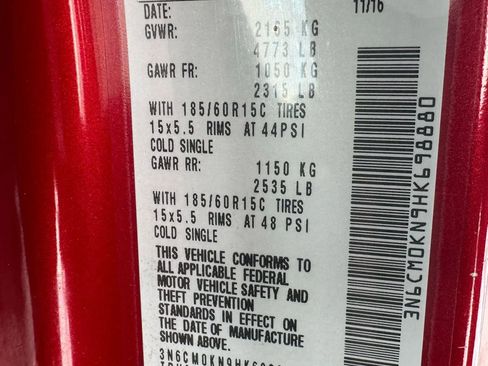 DATE: 11/16
GVWR: 2165 KG
4773 LB
GAWR FR: 1050 KG
2315 LB
WITH 185/60R15C TIRES
15x5.5 RIMS AT 44PSI
COLD SINGLE
GAWR RR: 1150 KG
2535 LB
WITH 185/60R15C TIRES
15x5.5 RIMS AT 48 PSI
COLD SINGLE
THIS VEHICLE CONFORMS TO
ALL APPLICABLE FEDERAL
MOTOR VEHICLE SAFETY AND
THEFT PREVENTION
STANDARDS IN EFFECT ON
THE DATE OF MANUFACTURE
SHOWN ABOVE.
3N6CM0KN9HK69
3N6CM0KN9HK698880